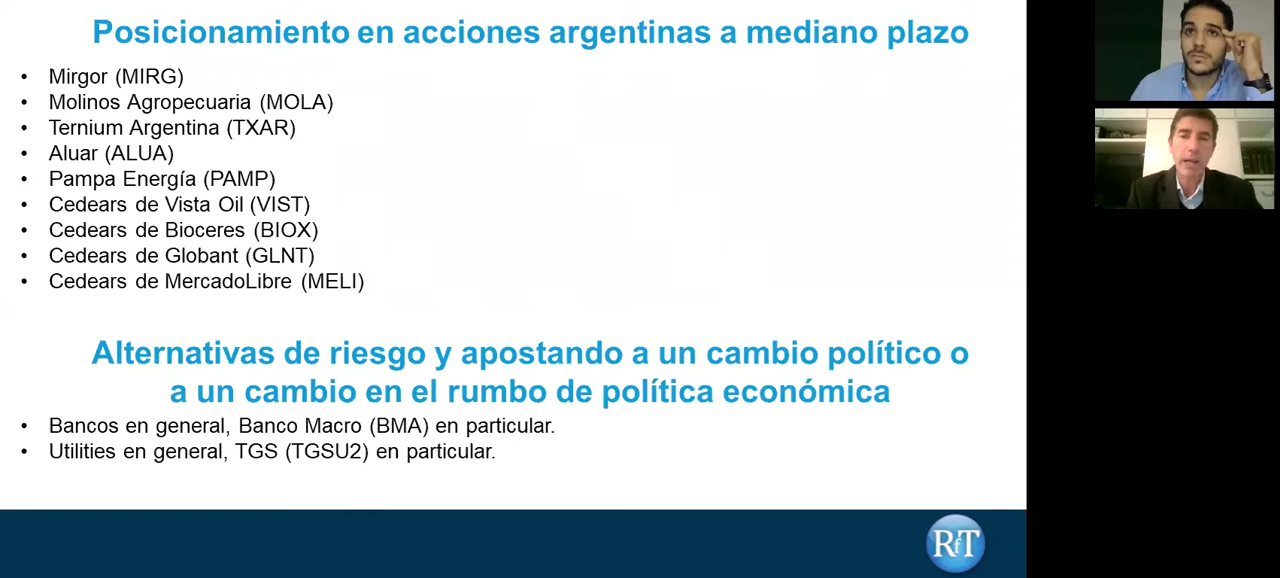 Posicionamiento en acciones argentinas a mediano plazo
• Mirgor (MIRG)
• Molinos Agropecuaria (MOLA)
• Ternium Argentina (TXAR)
• Aluar (ALUA)
• Pampa Energía (PAMP)
• Cedears de Vista Oil (VIST)
• Cedears de Bioceres (BIOX)
• Cedears de Globant (GLNT)
• Cedears de MercadoLibre (MELI)
Alternativas de riesgo y apostando a un cambio político o
a un cambio en el rumbo de política económica
• Bancos en general, Banco Macro (BMA) en particular.
• Utilities en general, TGS (TGSU2) en particular.
RfT